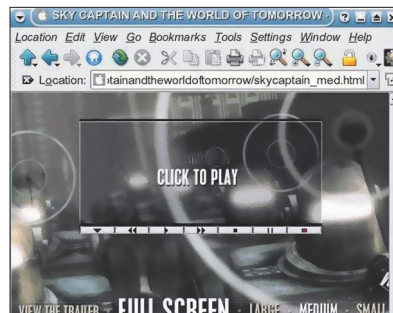 SKY CAPTAIN AND THE WORLD OF TOMORROW
Location Edit View Go Bookmarks Tools Settings Window Help
Location: tainandtheworldoftomorrow/skycaptain_med.html
CLICK TO PLAY
VIEW THE TRAILER - FULL SCREEN - LARGE - MEDIUM - SMALL